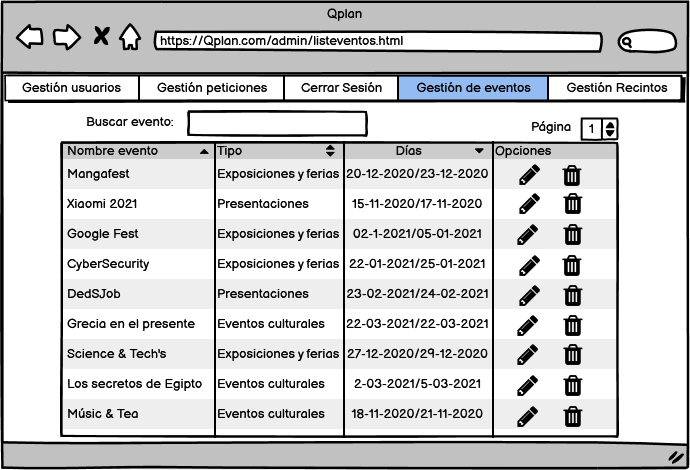 Qplan
https://Qplan.com/admin/listeventos.html
Gestión usuarios Gestión peticiones Cerrar Sesión Gestión de eventos Gestión Recintos
Buscar evento: Página 1
Nombre evento Tipo Días Opciones
Mangafest Exposiciones y ferias 20-12-2020/23-12-2020
Xiaomi 2021 Presentaciones 15-11-2020/17-11-2020
Google Fest Exposiciones y ferias 02-1-2021/05-01-2021
CyberSecurity Exposiciones y ferias 22-01-2021/25-01-2021
DedSJob Presentaciones 23-02-2021/24-02-2021
Grecia en el presente Eventos culturales 22-03-2021/22-03-2021
Science & Tech's Exposiciones y ferias 27-12-2020/29-12-2020
Los secretos de Egipto Eventos culturales 2-03-2021/5-03-2021
Músic & Tea Eventos culturales 18-11-2020/21-11-2020